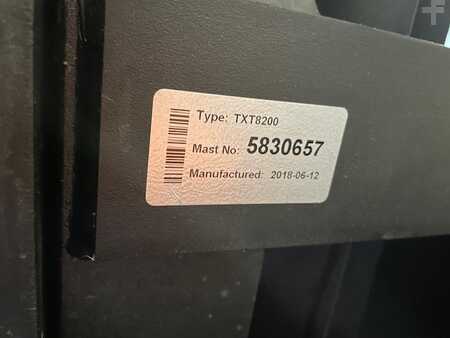 Type: TXT8200
Mast No: 5830657
Manufactured: 2018-06-12